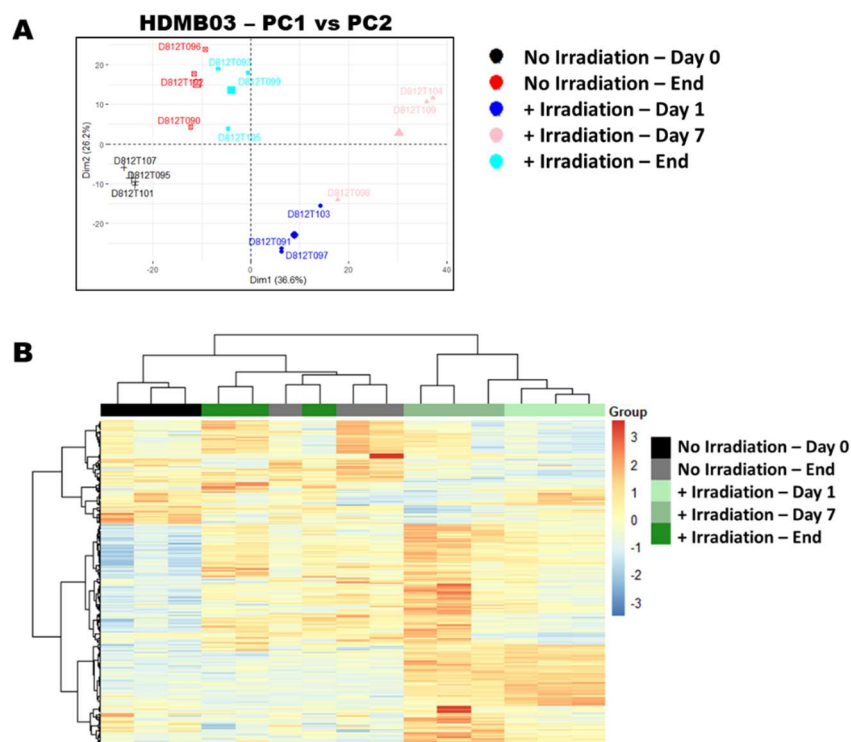 A
HDMB03 – PC1 vs PC2
D812T096
D812T093
D812T099
D812T102
D812T090
D812T105
D812T104
D812T109
D812T107
D812T095
D812T101
D812T098
D812T103
D812T091
D812T097
20
10
0
-10
-20
-20
0
20
40
Dim2 (26.2%)
Dim1 (36.6%)
No Irradiation – Day 0
No Irradiation – End
+ Irradiation – Day 1
+ Irradiation – Day 7
+ Irradiation – End
B
Group
3
2
1
0
-1
-2
-3
No Irradiation – Day 0
No Irradiation – End
+ Irradiation – Day 1
+ Irradiation – Day 7
+ Irradiation – End